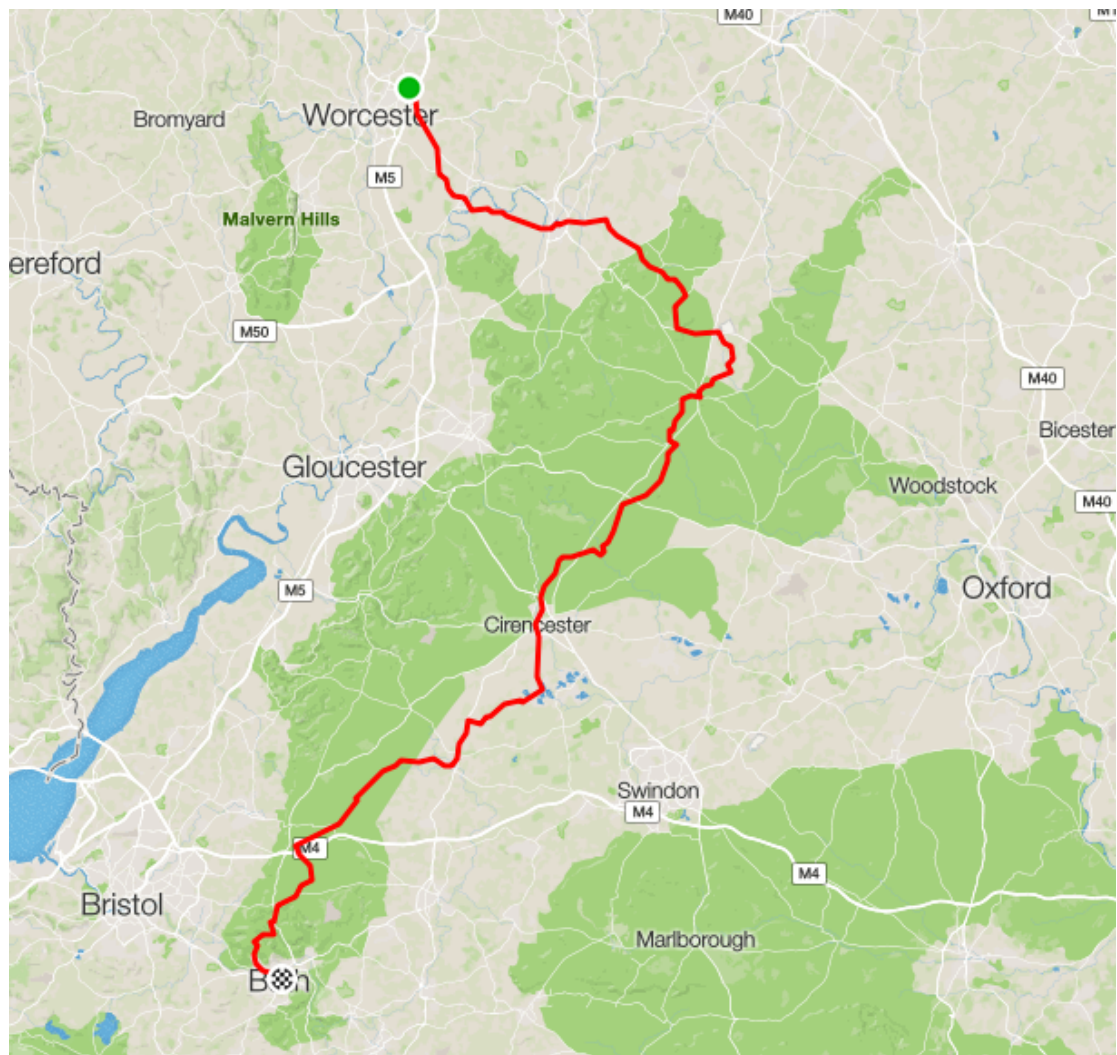 M40
Bromyard
Worcester
M5
Malvern Hills
ereford
M50
M40
Bicester
Gloucester
Woodstock
M40
M5
Oxford
Cirencester
Swindon
M4
M4
M4
Bristol
Marlborough
B h